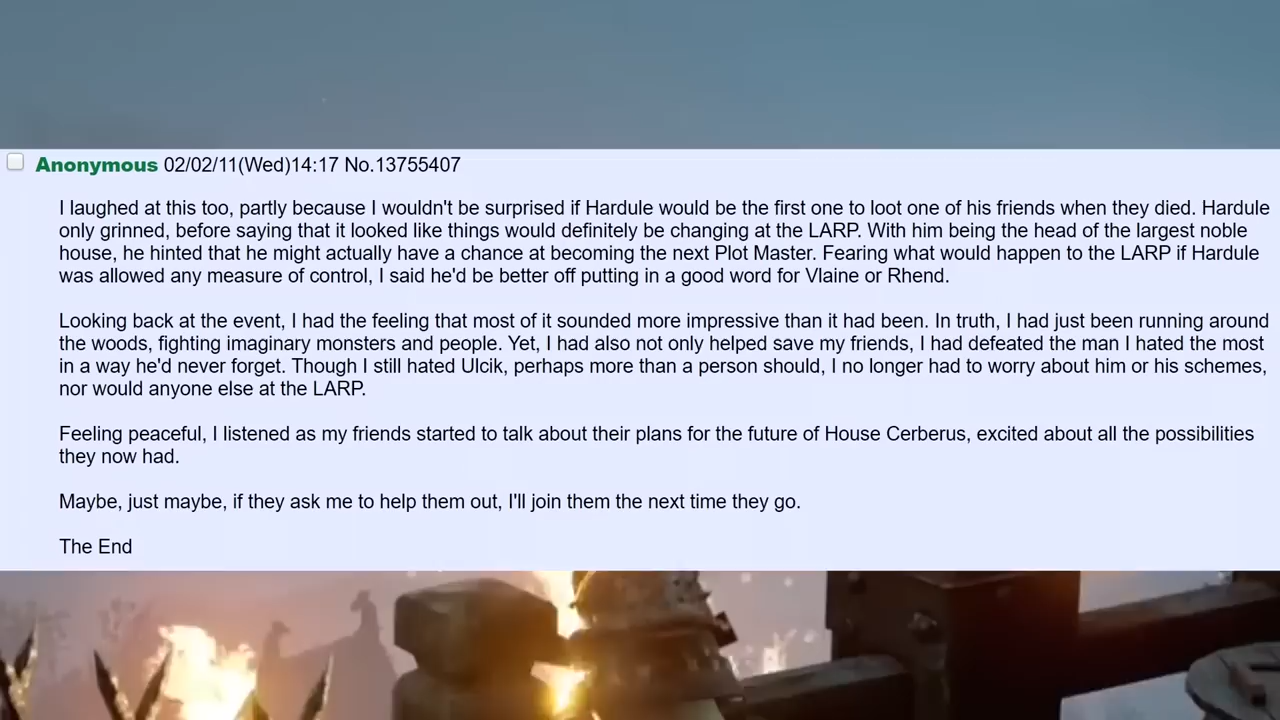 Anonymous 02/02/11(Wed)14:17 No.13755407
I laughed at this too, partly because I wouldn't be surprised if Hardule would be the first one to loot one of his friends when they died. Hardule
only grinned, before saying that it looked like things would definitely be changing at the LARP. With him being the head of the largest noble
house, he hinted that he might actually have a chance at becoming the next Plot Master. Fearing what would happen to the LARP if Hardule
was allowed any measure of control, I said he'd be better off putting in a good word for Vlaine or Rhend.
Looking back at the event, I had the feeling that most of it sounded more impressive than it had been. In truth, I had just been running around
the woods, fighting imaginary monsters and people. Yet, I had also not only helped save my friends, I had defeated the man I hated the most
in a way he'd never forget. Though I still hated Ulcik, perhaps more than a person should, I no longer had to worry about him or his schemes,
nor would anyone else at the LARP.
Feeling peaceful, I listened as my friends started to talk about their plans for the future of House Cerberus, excited about all the possibilities
they now had.
Maybe, just maybe, if they ask me to help them out, I'll join them the next time they go.
The End